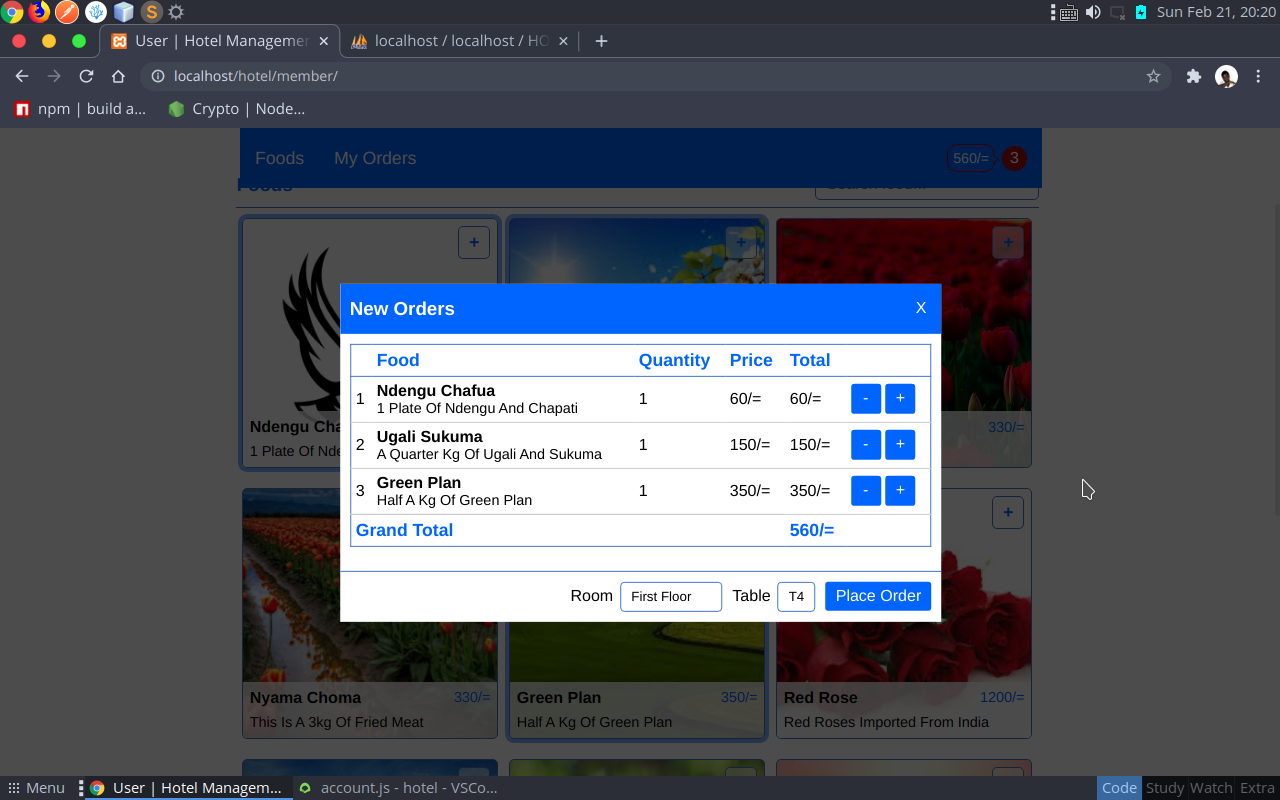 Sun Feb 21, 20:20
User | Hotel Managemer
localhost / localhost / HO
localhost/hotel/member/
npm | build a...
Crypto | Node...
Foods
My Orders
560/=
3
Foods
Search food...
+
+
+
New Orders
X
Food Quantity Price Total
1 Ndengu Chafua 1 60/= 60/= - +
1 Plate Of Ndengu And Chapati
2 Ugali Sukuma 1 150/= 150/= - +
A Quarter Kg Of Ugali And Sukuma
3 Green Plan 1 350/= 350/= - +
Half A Kg Of Green Plan
Grand Total 560/=
Room First Floor Table T4 Place Order
Ndengu Cha
1 Plate Of Nde
330/=
+
Nyama Choma 330/=
This Is A 3kg Of Fried Meat
Green Plan 350/=
Half A Kg Of Green Plan
Red Rose 1200/=
Red Roses Imported From India
Menu
User | Hotel Managem...
account.js - hotel - VSCo...
Code Study Watch Extra